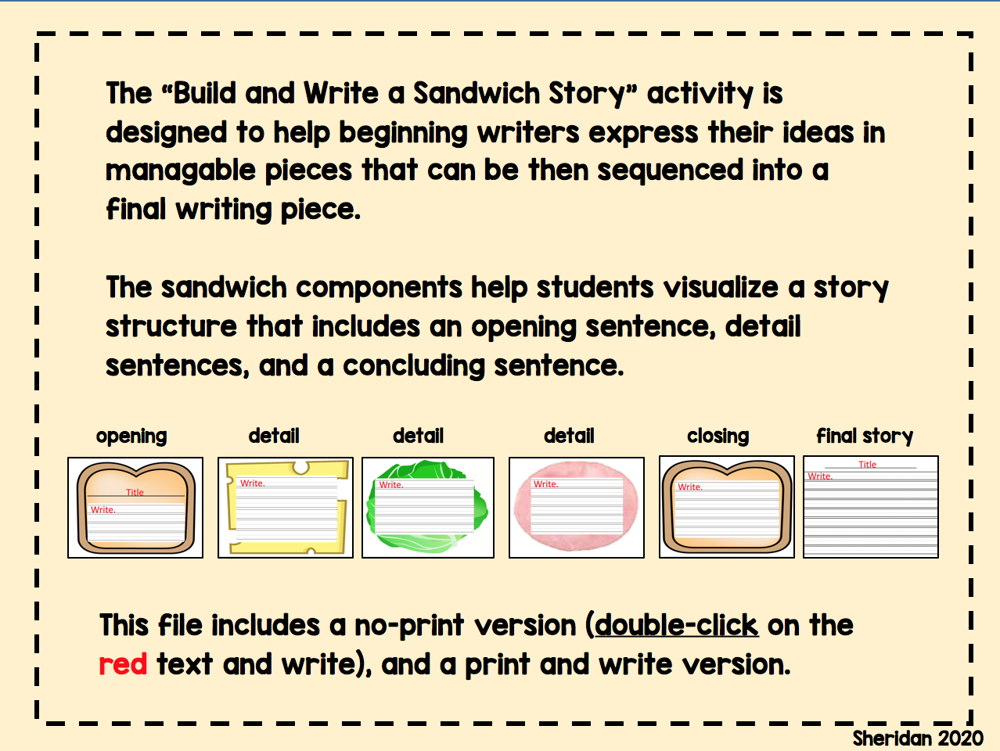 The “Build and Write a Sandwich Story” activity is
designed to help beginning writers express their ideas in
managable pieces that can be then sequenced into a
final writing piece.
The sandwich components help students visualize a story
structure that includes an opening sentence, detail
sentences, and a concluding sentence.
opening detail detail detail closing final story
Title
Write.
Write.
Write.
Write.
Write.
Title
Write.
This file includes a no-print version (double-click on the
red text and write), and a print and write version.
Sheridan 2020